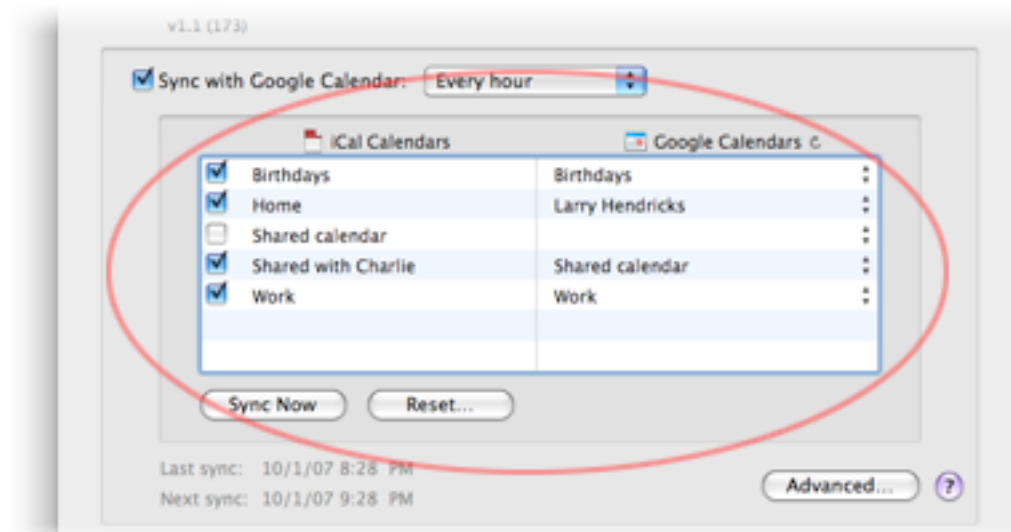 v1.1 (173)
Sync with Google Calendar: Every hour
iCal Calendars Google Calendars
Birthdays Birthdays
Home Larry Hendricks
Shared calendar
Shared with Charlie Shared calendar
Work Work
Sync Now Reset...
Last sync: 10/1/07 8:28 PM
Next sync: 10/1/07 9:28 PM
Advanced... ?